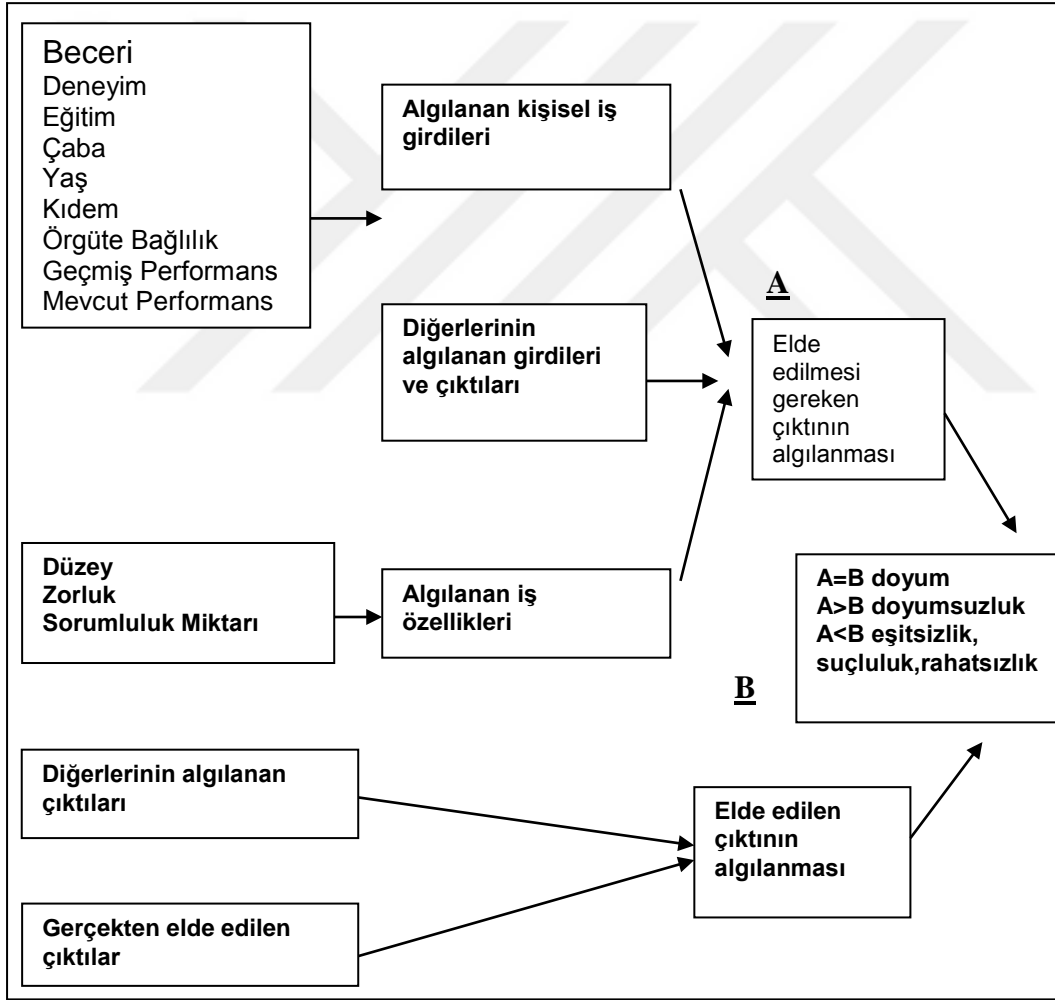 Beceri
Deneyim
Eğitim
Çaba
Yaş
Kıdem
Örgüte Bağlılık
Geçmiş Performans
Mevcut Performans
Algılanan kişisel iş
girdileri
Diğerlerinin
algılanan girdileri
ve çıktıları
A
Elde
edilmesi
gereken
çıktının
algılanması
Düzey
Zorluk
Sorumluluk Miktarı
Algılanan iş
özellikleri
A=B doyum
A>B doyumsuzluk
A<B eşitsizlik,
suçluluk,rahatsızlık
B
Diğerlerinin algılanan
çıktıları
Elde edilen
çıktının
algılanması
Gerçekten elde edilen
çıktılar